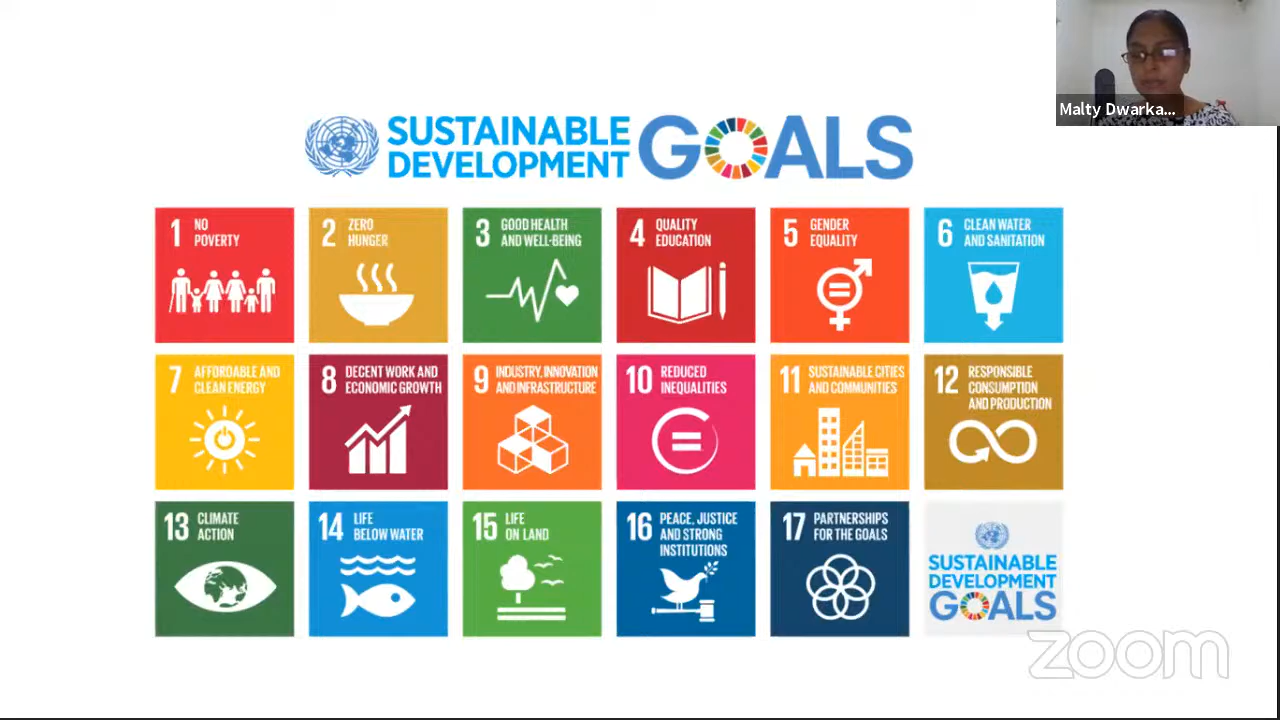 Malty Dwarka...
SUSTAINABLE
DEVELOPMENT
GOALS
1 NO
POVERTY
2 ZERO
HUNGER
3 GOOD HEALTH
AND WELL-BEING
4 QUALITY
EDUCATION
5 GENDER
EQUALITY
6 CLEAN WATER
AND SANITATION
7 AFFORDABLE AND
CLEAN ENERGY
8 DECENT WORK AND
ECONOMIC GROWTH
9 INDUSTRY, INNOVATION
AND INFRASTRUCTURE
10 REDUCED
INEQUALITIES
11 SUSTAINABLE CITIES
AND COMMUNITIES
12 RESPONSIBLE
CONSUMPTION
AND PRODUCTION
13 CLIMATE
ACTION
14 LIFE
BELOW WATER
15 LIFE
ON LAND
16 PEACE, JUSTICE
AND STRONG
INSTITUTIONS
17 PARTNERSHIPS
FOR THE GOALS
SUSTAINABLE
DEVELOPMENT
GOALS
zoom